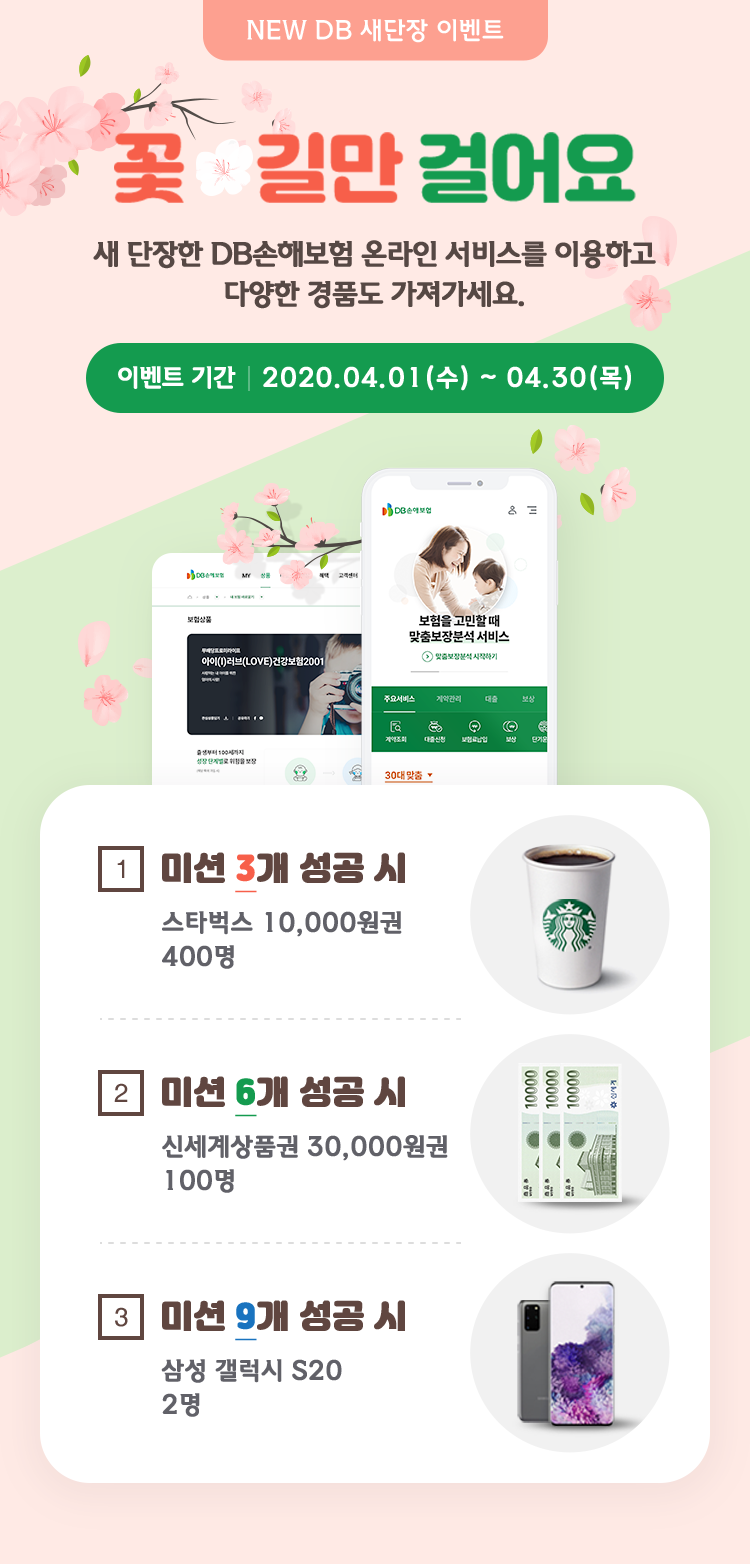 NEW DB 새단장 이벤트
꽃길만 걸어요
새 단장한 DB손해보험 온라인 서비스를 이용하고
다양한 경품도 가져가세요.
이벤트 기간 | 2020.04.01(수) ~ 04.30(목)
DB손해보험
DB손해보험 MY 상품 혜택 고객센터
상품
보험상품
보험을 고민할 때
맞춤보장분석 서비스
맞춤보장분석 시작하기
아이(I)러브(LOVE)건강보험2001
주요서비스 계약관리 대출 보상
계약조회 대출신청 보험료납입 보상
출생부터 100세까지
성장 단계별로 위험을 보장
30대 맞춤
1 미션 3개 성공 시
스타벅스 10,000원권
400명
2 미션 6개 성공 시
신세계상품권 30,000원권
100명
10000 10000 10000
신세계
3 미션 9개 성공 시
삼성 갤럭시 S20
2명